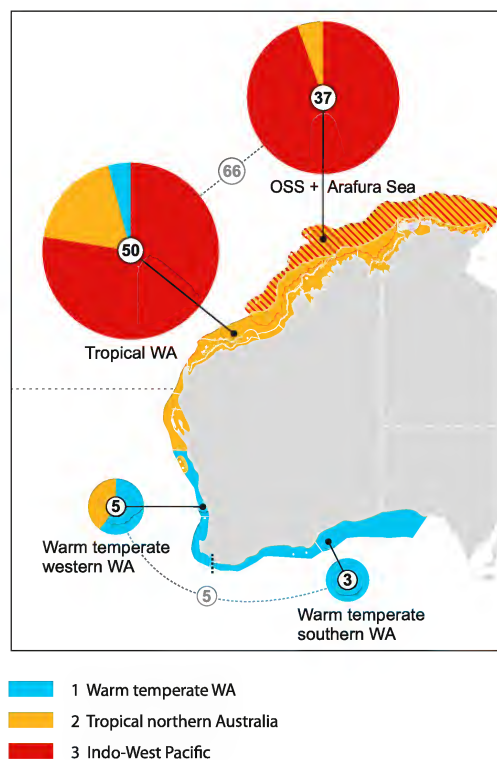 37
66
OSS + Arafura Sea
50
Tropical WA
5
Warm temperate
western WA
5
3
Warm temperate
southern WA
1 Warm temperate WA
2 Tropical northern Australia
3 Indo-West Pacific